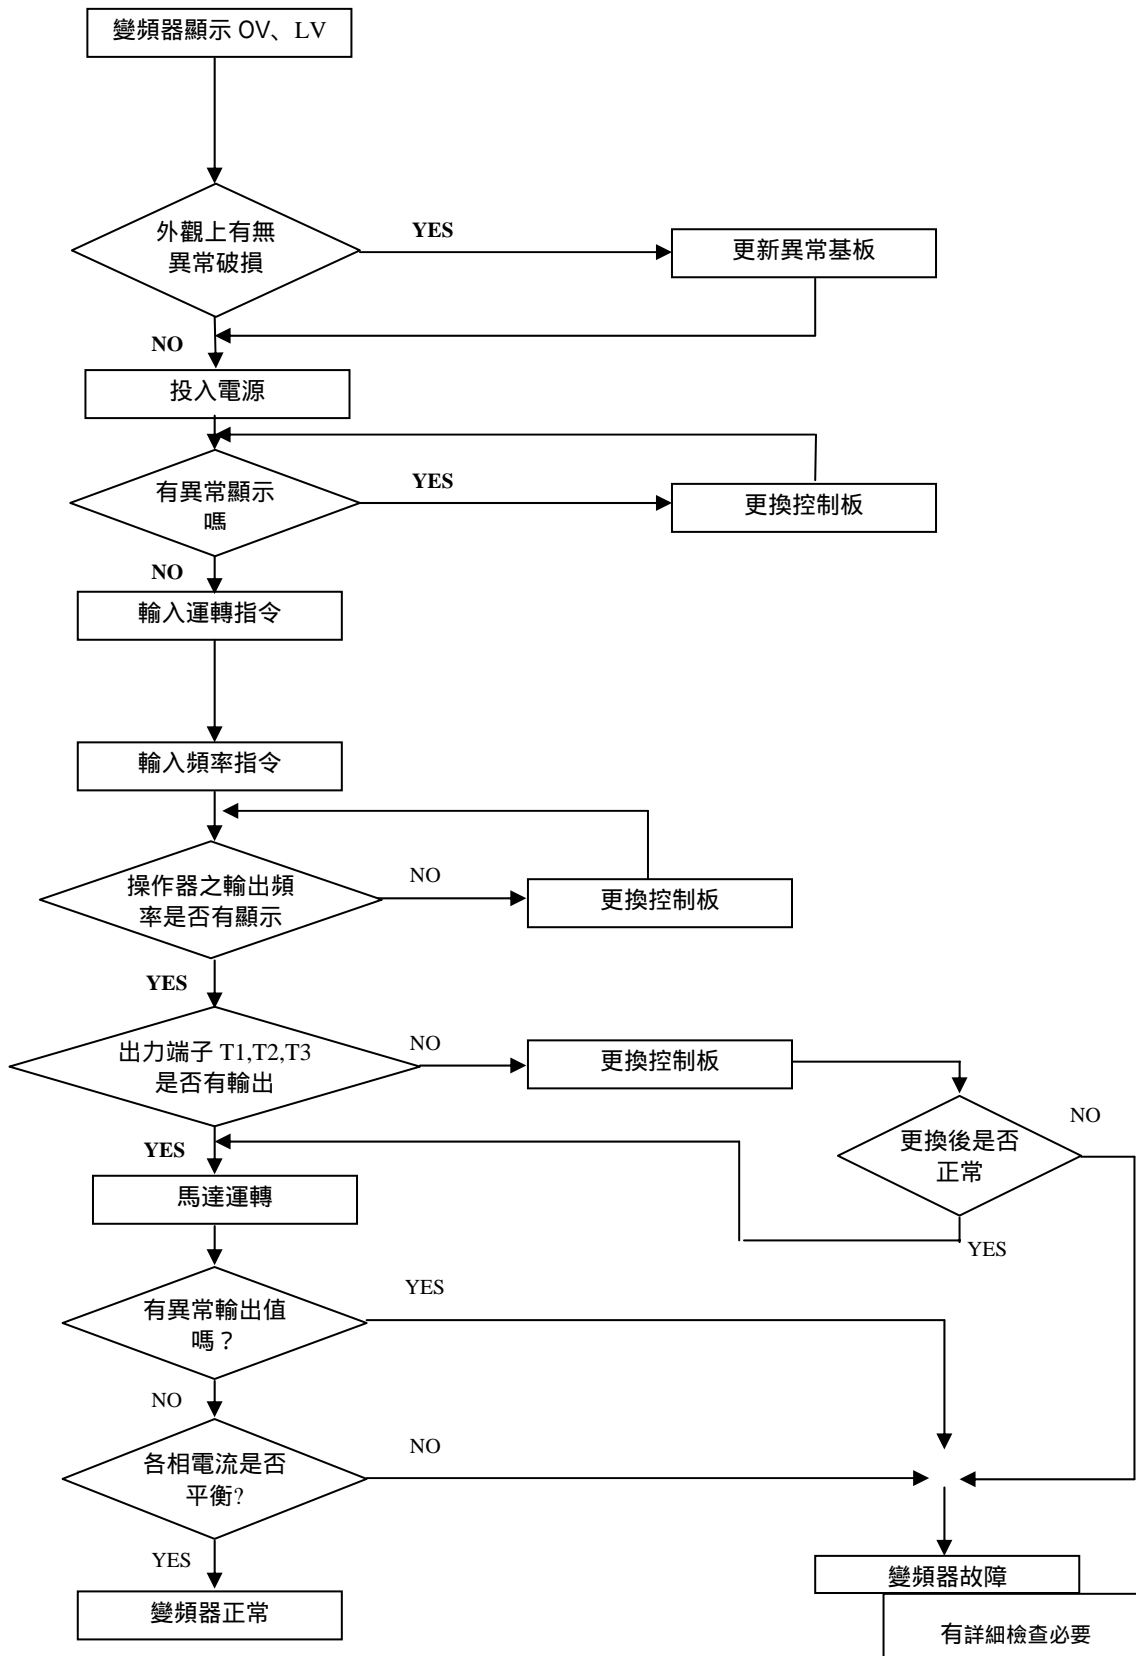 變頻器顯示 OV、LV
外觀上有無
異常破損
YES
更新異常基板
NO
投入電源
有異常顯示
嗎
YES
更換控制板
NO
輸入運轉指令
輸入頻率指令
操作器之輸出頻
率是否有顯示
NO
更換控制板
YES
出力端子 T1,T2,T3
是否有輸出
NO
更換控制板
更換後是否
正常
NO
YES
YES
馬達運轉
有異常輸出值
嗎？
YES
NO
各相電流是否
平衡?
NO
YES
變頻器正常
變頻器故障
有詳細檢查必要